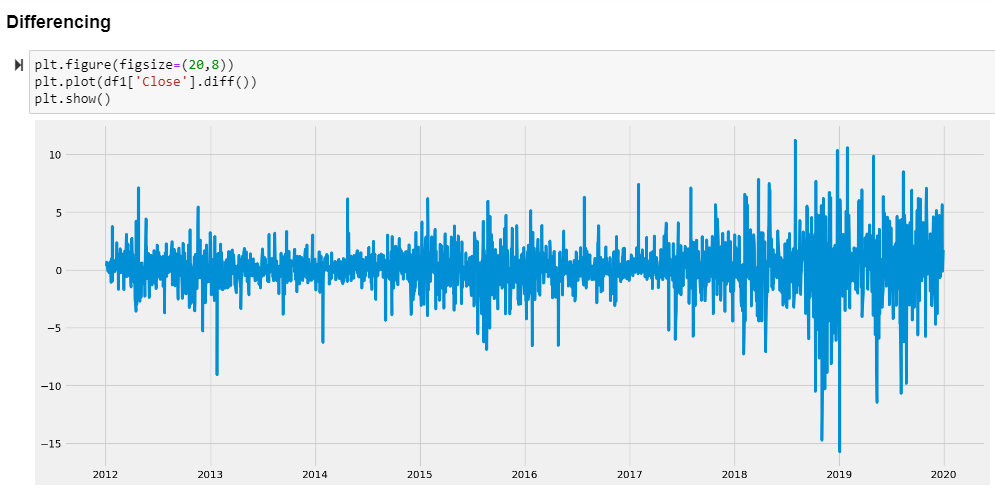 Differencing
plt.figure(figsize=(20,8))
plt.plot(df1['Close'].diff())
plt.show()
10
5
0
−5
−10
−15
2012 2013 2014 2015 2016 2017 2018 2019 2020